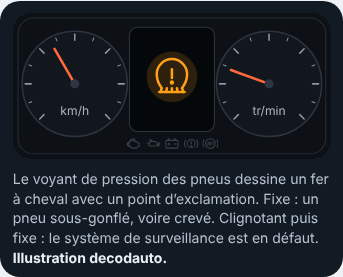 km/h
tr/min
Le voyant de pression des pneus dessine un fer
à cheval avec un point d’exclamation. Fixe : un
pneu sous-gonflé, voire crevé. Clignotant puis
fixe : le système de surveillance est en défaut.
Illustration decodauto.